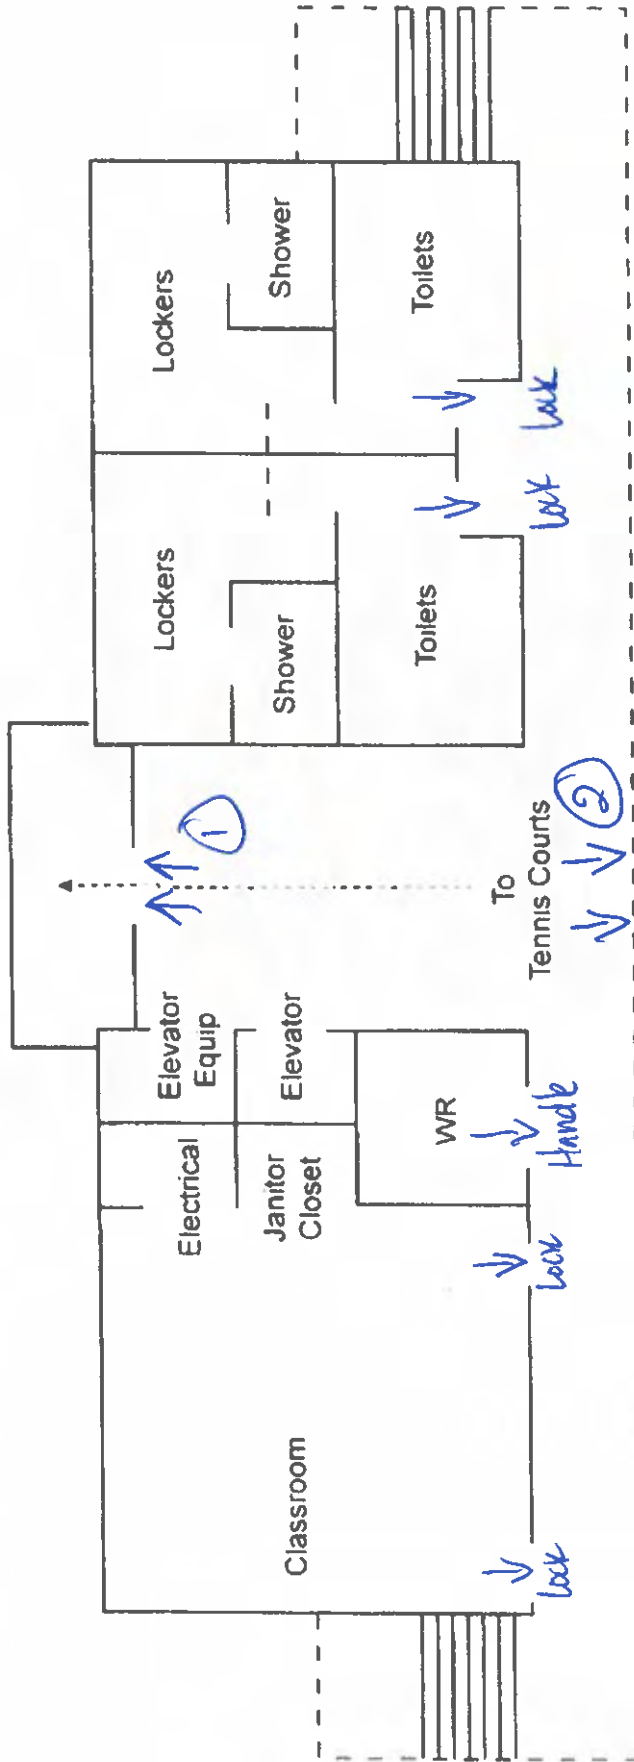 Classroom
Electrical
Janitor
Closet
Elevator
Equip
Elevator
WR
Lock
Lock
Handle
1
To
Tennis Courts
2
Lockers
Shower
Toilets
Lock
Lockers
Shower
Toilets
Lock